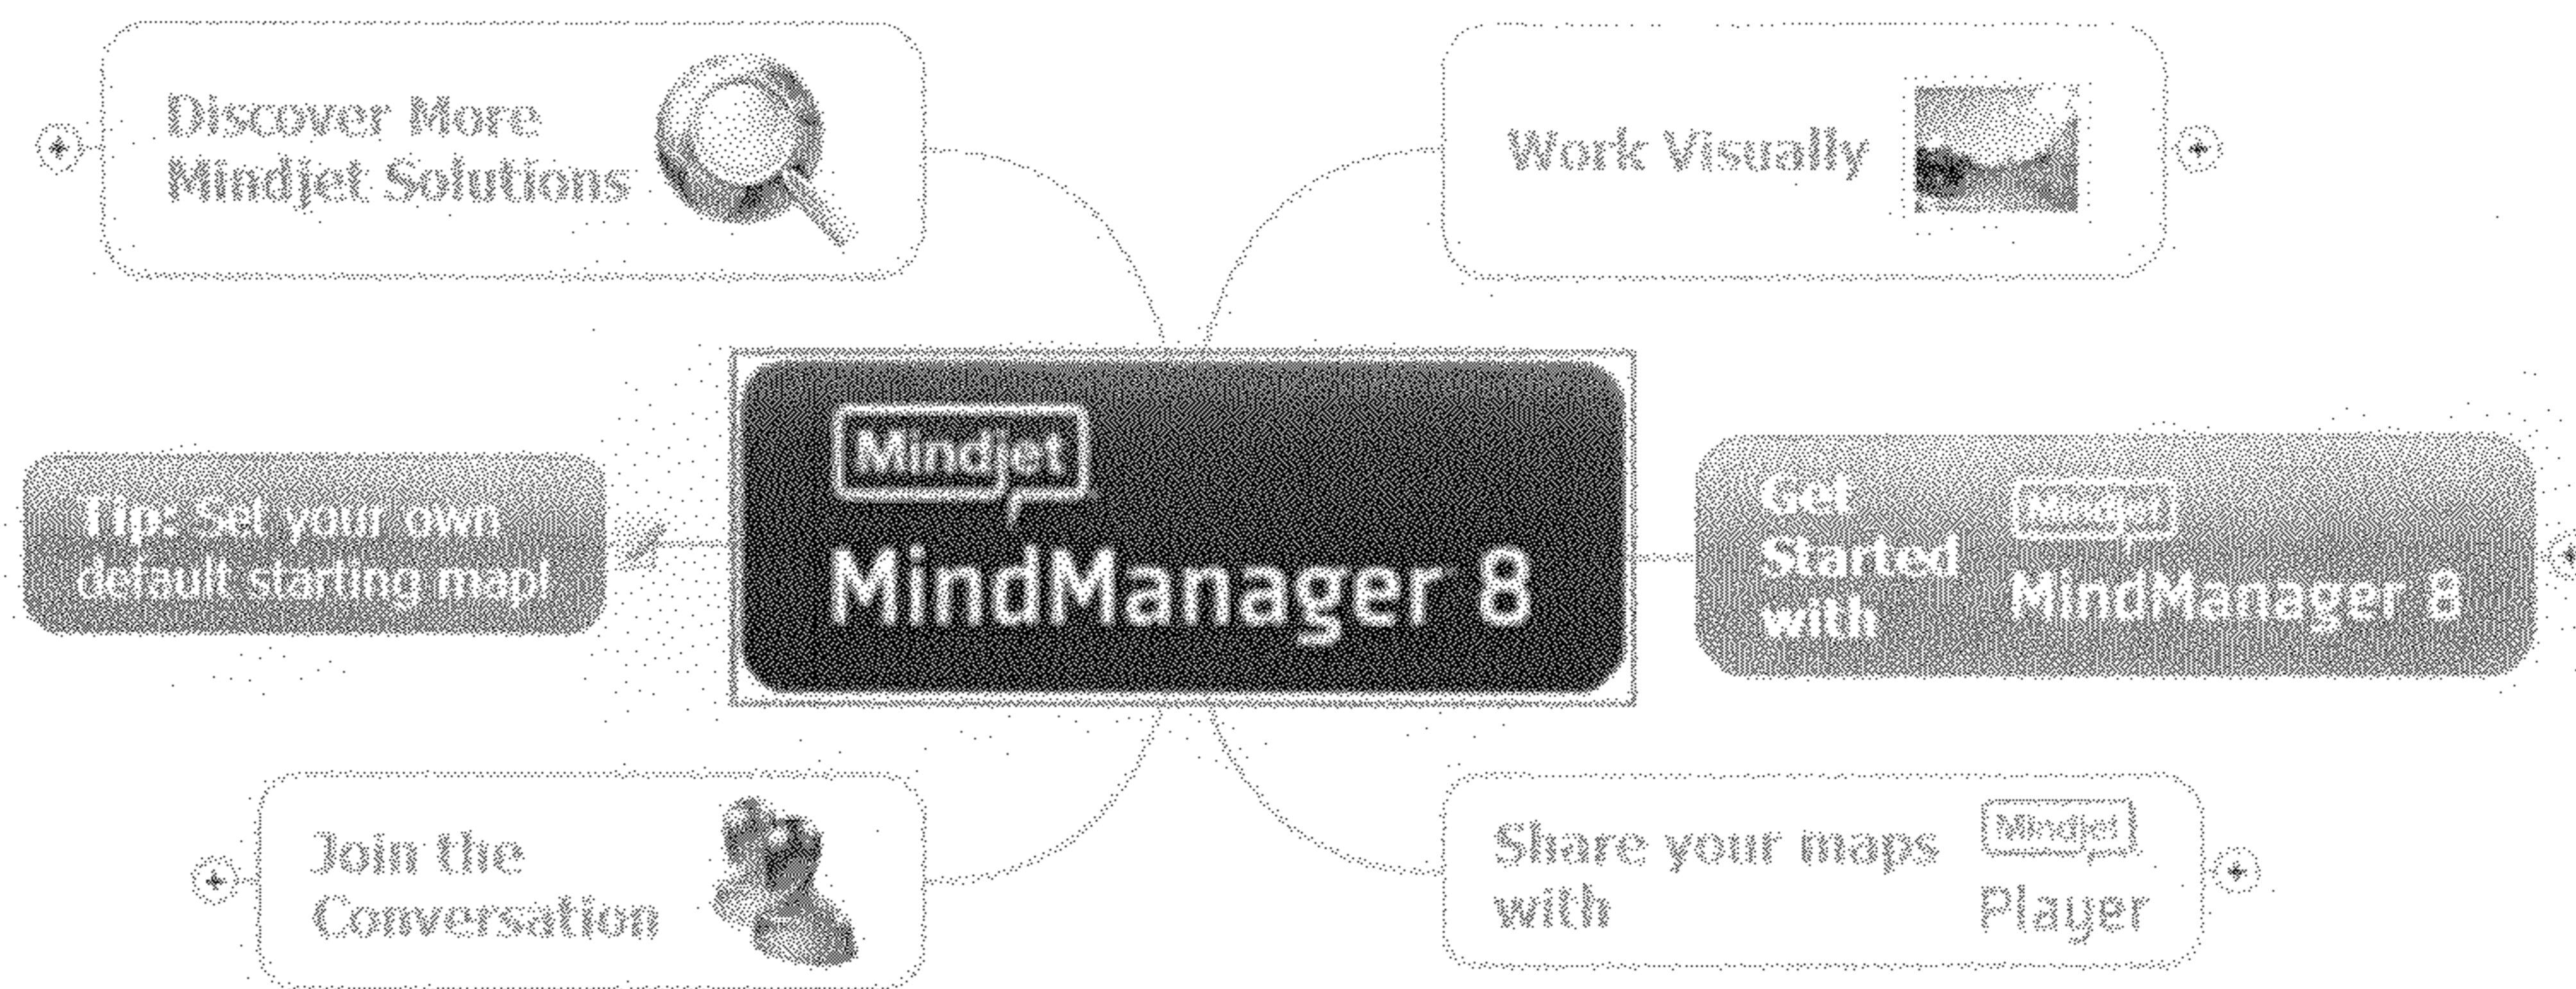 Discover More
Mindjet Solutions
Work Visually
Tip: Set your own
default starting map!
Mindjet
MindManager 8
Get
Started
with
Mindjet
MindManager 8
Join the
Conversation
Share your maps
with
Mindjet
Player